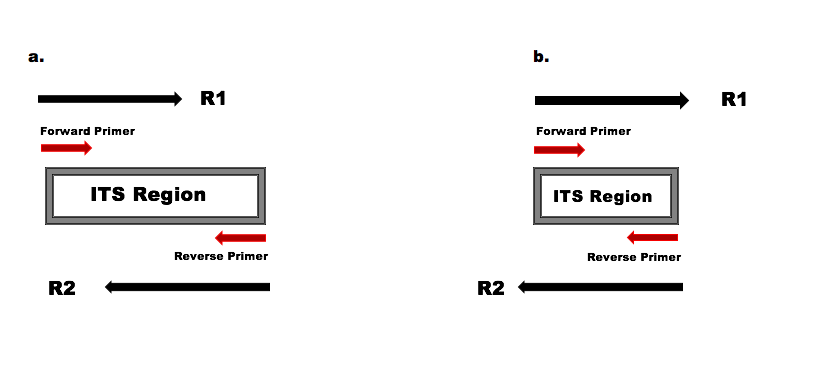 a.
R1
Forward Primer
ITS Region
Reverse Primer
R2
b.
R1
Forward Primer
ITS Region
Reverse Primer
R2